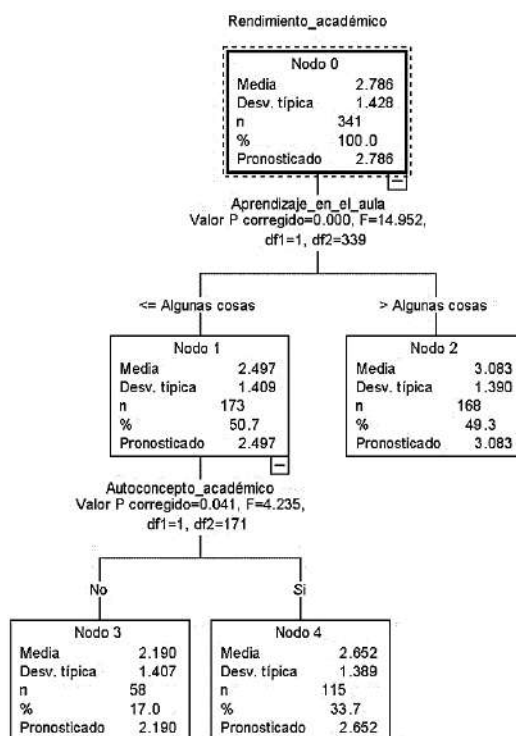 Rendimiento_académico
Nodo 0
Media 2.786
Desv. típica 1.428
n 341
% 100.0
Pronosticado 2.786
Aprendizaje_en_el_aula
Valor P corregido=0.000, F=14.952,
df1=1, df2=339
<= Algunas cosas
> Algunas cosas
Nodo 1
Media 2.497
Desv. típica 1.409
n 173
% 50.7
Pronosticado 2.497
Nodo 2
Media 3.083
Desv. típica 1.390
n 168
% 49.3
Pronosticado 3.083
Autoconcepto_académico
Valor P corregido=0.041, F=4.235,
df1=1, df2=171
No
Si
Nodo 3
Media 2.190
Desv. típica 1.407
n 58
% 17.0
Pronosticado 2.190
Nodo 4
Media 2.652
Desv. típica 1.389
n 115
% 33.7
Pronosticado 2.652